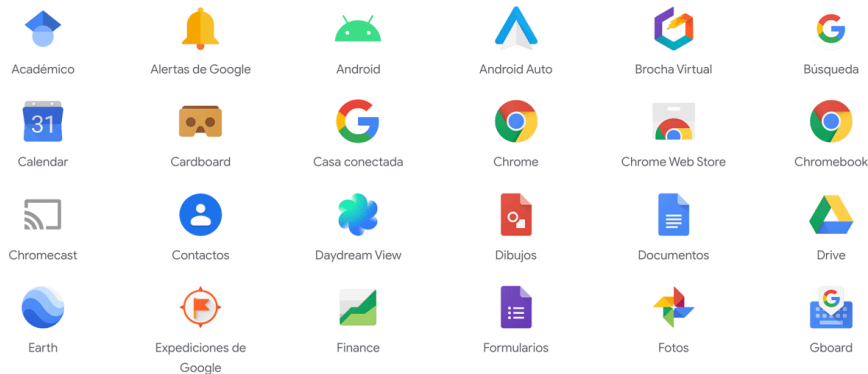 Académico
Alertas de Google
Android
Android Auto
Brocha Virtual
Búsqueda
31
Calendar
Cardboard
Casa conectada
Chrome
Chrome Web Store
Chromebook
Chromecast
Contactos
Daydream View
Dibujos
Documentos
Drive
Earth
Expediciones de
Google
Finance
Formularios
Fotos
G
Gboard